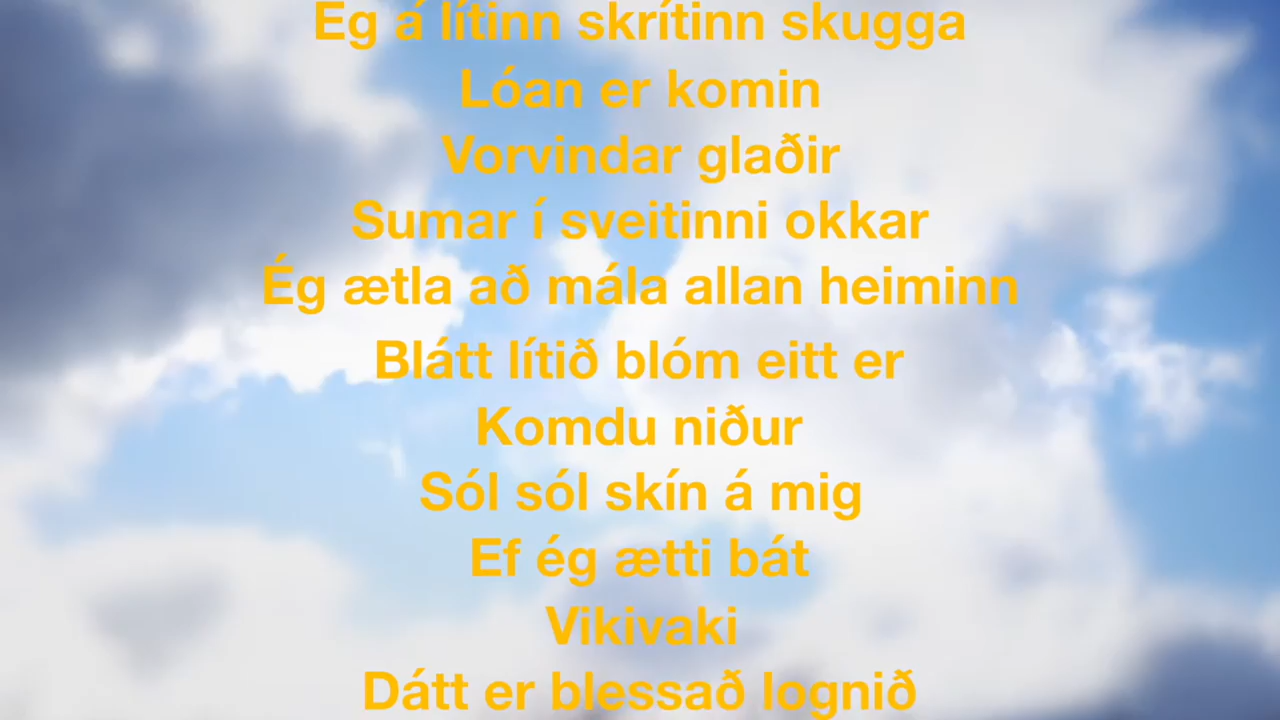 Ég á lítinn skrítinn skugga
Lóan er komin
Vorvindar glaðir
Sumar í sveitinni okkar
Ég ætla að mála allan heiminn
Blátt lítið blóm eitt er
Komdu niður
Sól sól skín á mig
Ef ég ætti bát
Vikivaki
Dátt er blessað lognið